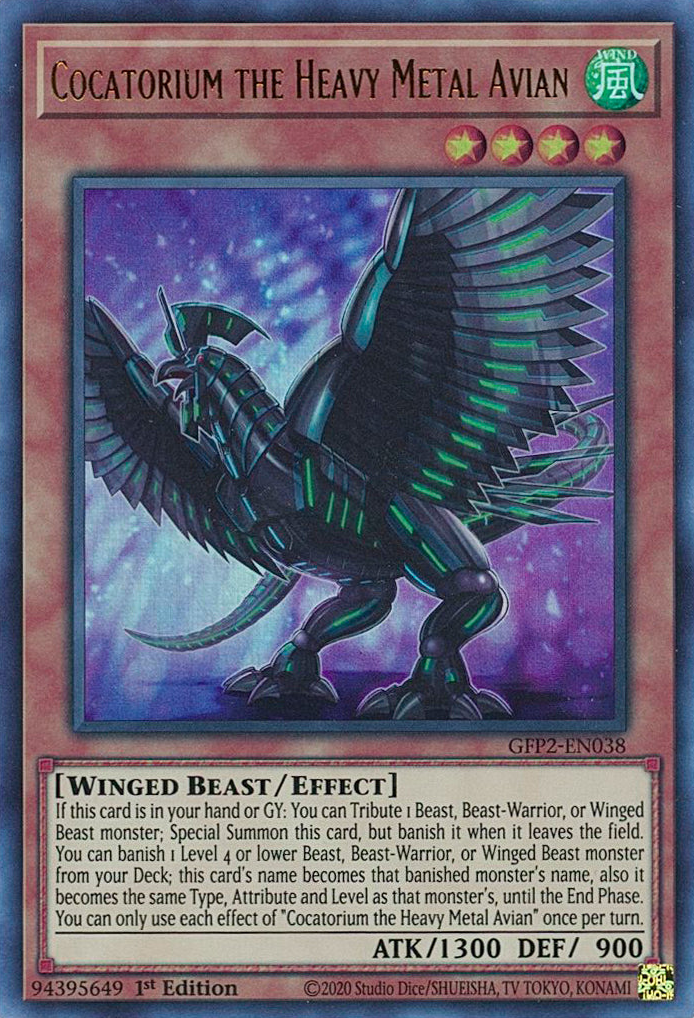 COCATORIUM THE HEAVY METAL AVIAN
WIND
風
GFP2-EN038
[WINGED BEAST/EFFECT]
If this card is in your hand or GY: You can Tribute 1 Beast, Beast-Warrior, or Winged
Beast monster; Special Summon this card, but banish it when it leaves the field.
You can banish 1 Level 4 or lower Beast, Beast-Warrior, or Winged Beast monster
from your Deck; this card's name becomes that banished monster's name, also it
becomes the same Type, Attribute and Level as that monster's, until the End Phase.
You can only use each effect of "Cocatorium the Heavy Metal Avian" once per turn.
ATK/1300 DEF/ 900
94395649 1st Edition ©2020 Studio Dice/SHUEISHA, TV TOKYO, KONAMI